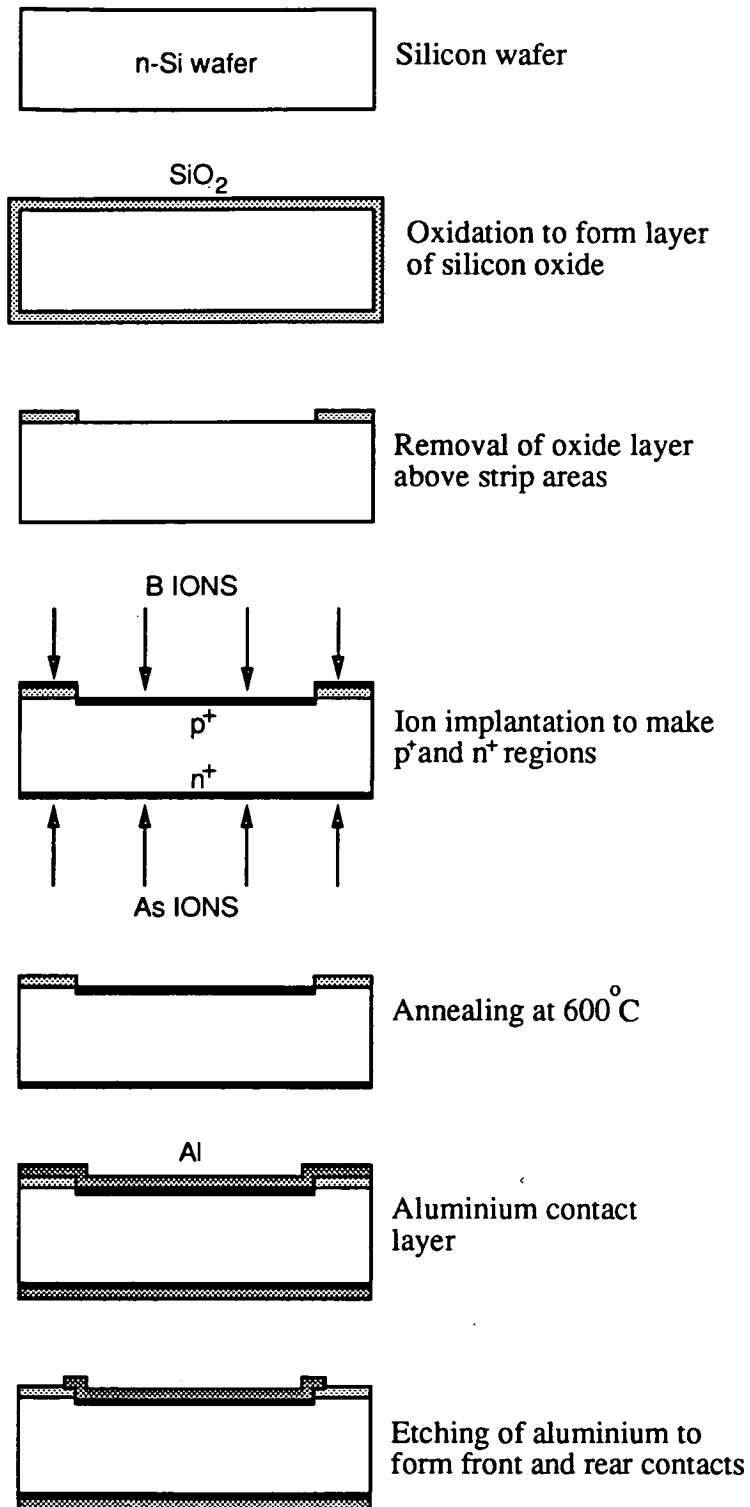 n-Si wafer
Silicon wafer
SiO2
Oxidation to form layer
of silicon oxide
Removal of oxide layer
above strip areas
B IONS
p+
n+
Ion implantation to make
p+and n+ regions
As IONS
Annealing at 600°C
Al
Aluminium contact
layer
Etching of aluminium to
form front and rear contacts